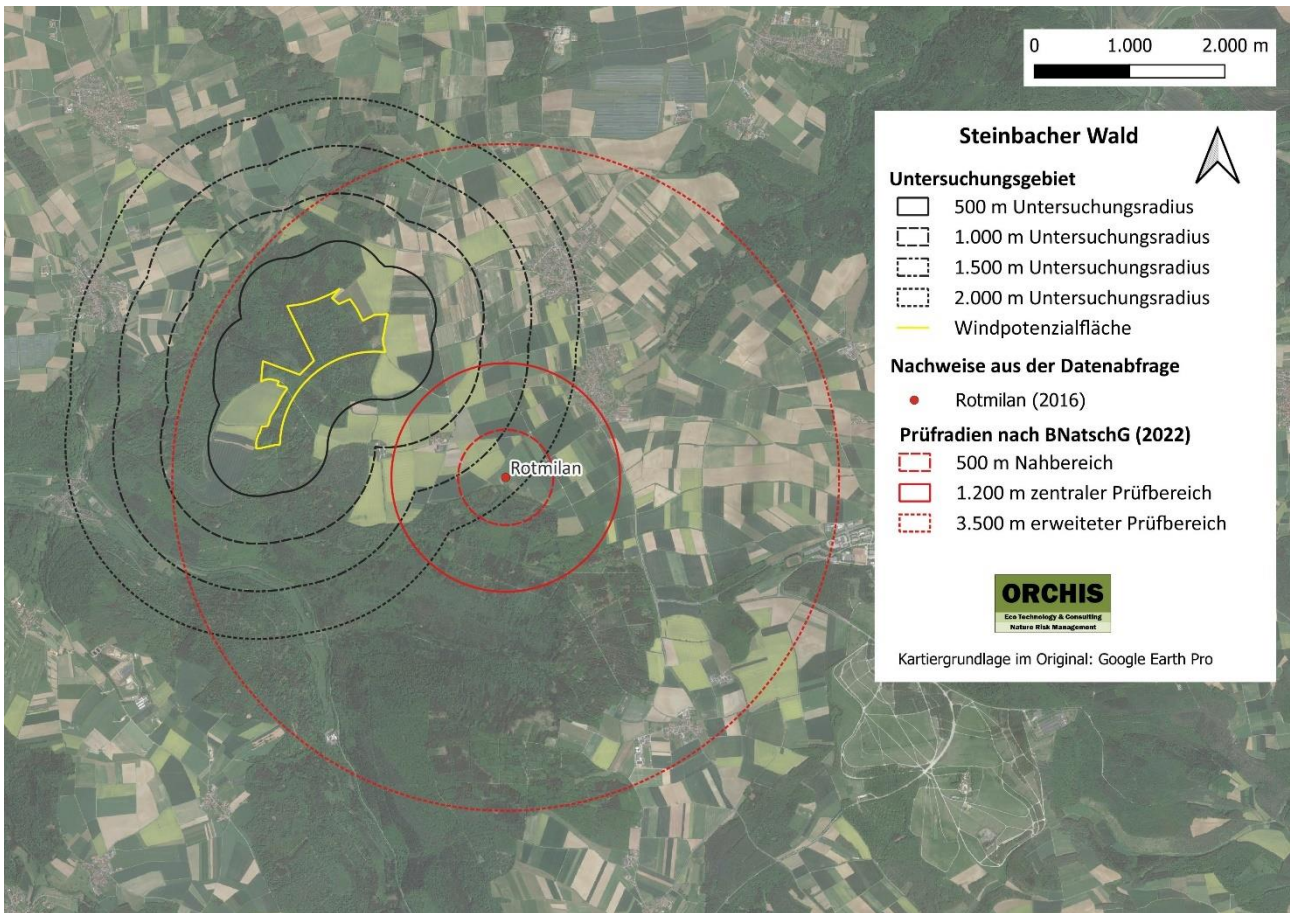 0 1.000 2.000 m
Steinbacher Wald
Untersuchungsgebiet
500 m Untersuchungsradius
1.000 m Untersuchungsradius
1.500 m Untersuchungsradius
2.000 m Untersuchungsradius
Windpotenzialfläche
Nachweise aus der Datenabfrage
Rotmilan (2016)
Prüfradien nach BNatschG (2022)
500 m Nahbereich
1.200 m zentraler Prüfbereich
3.500 m erweiteter Prüfbereich
ORCHIS
Eco Technology & Consulting
Nature Risk Management
Kartiergrundlage im Original: Google Earth Pro
Rotmilan